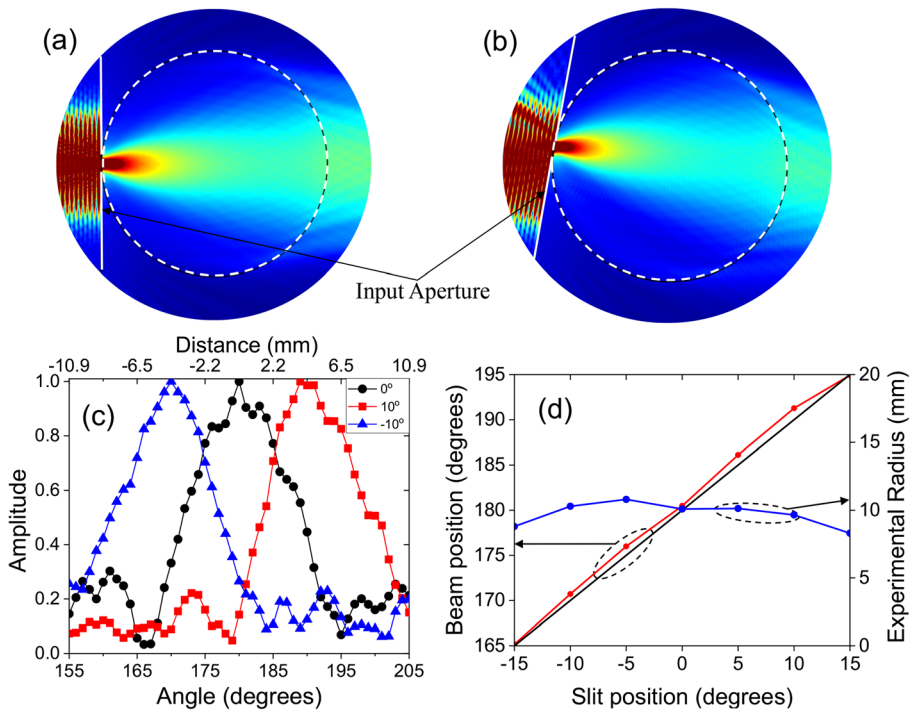 (a)
(b)
Input Aperture
Distance (mm)
-10.9 -6.5 -2.2 2.2 6.5 10.9
1.0
0.8
0.6
0.4
0.2
0.0
Amplitude
(c)
0º
10º
-10º
155 165 175 185 195 205
Angle (degrees)
(d)
195
190
185
180
175
170
165
Beam position (degrees)
20
15
10
5
0
Experimental Radius (mm)
-15 -10 -5 0 5 10 15
Slit position (degrees)